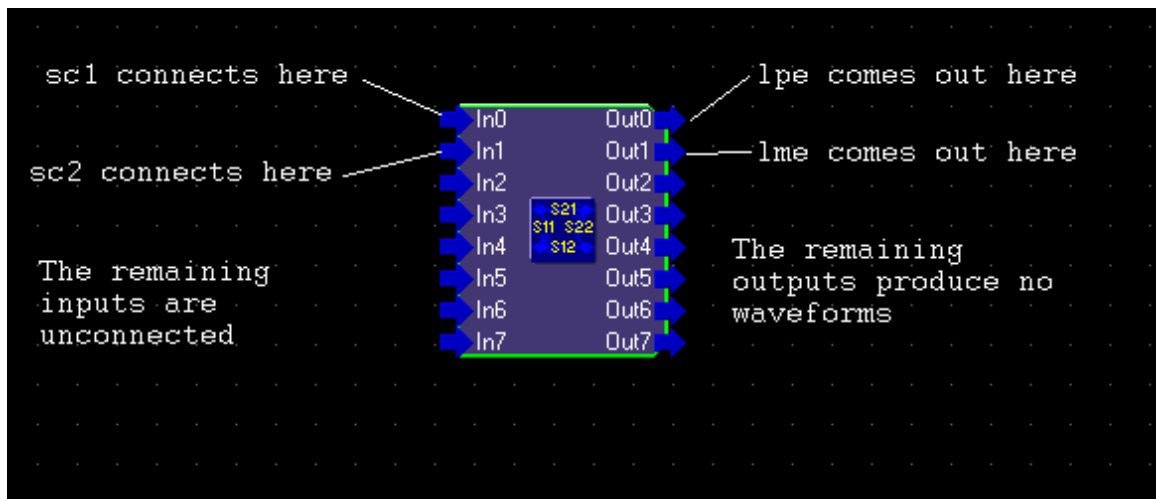 sc1 connects here
lpe comes out here
In0 Out0
In1 Out1
lme comes out here
sc2 connects here
In2 Out2
In3 Out3
S21
S11 S22
S12
In4 Out4
The remaining
inputs are
unconnected
The remaining
outputs produce no
waveforms
In5 Out5
In6 Out6
In7 Out7